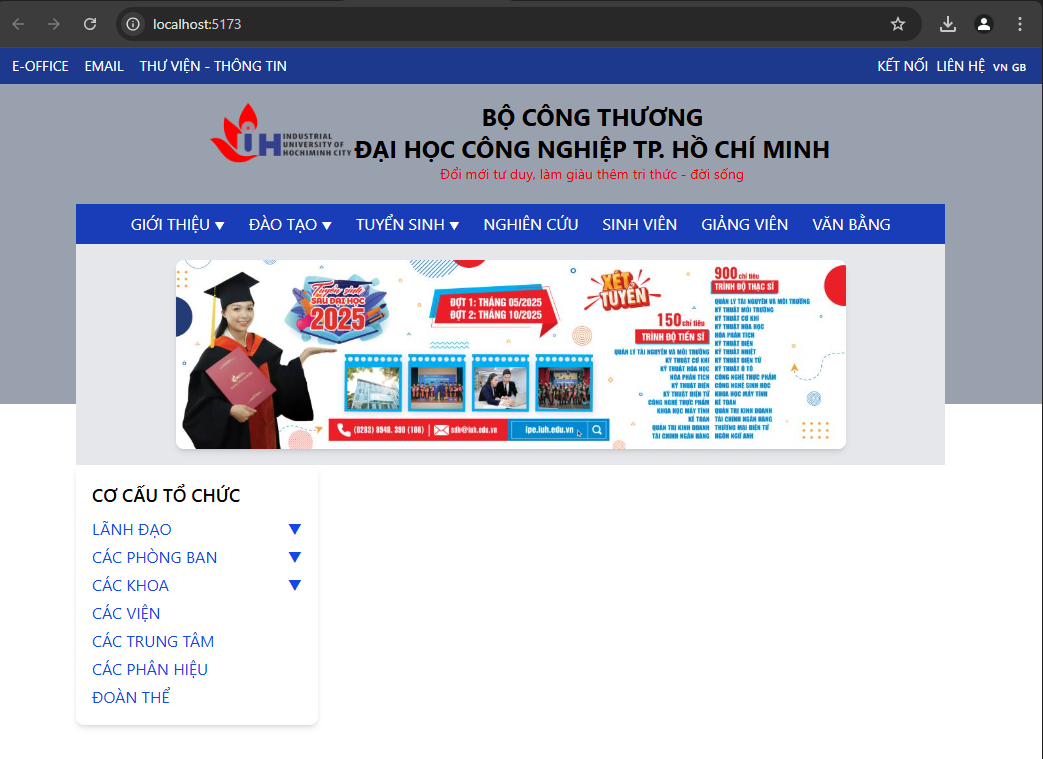 localhost:5173
E-OFFICE EMAIL THƯ VIỆN - THÔNG TIN KẾT NỐI LIÊN HỆ VN GB
IUH INDUSTRIAL
UNIVERSITY OF
HOCHIMINH CITY
BỘ CÔNG THƯƠNG
ĐẠI HỌC CÔNG NGHIỆP TP. HỒ CHÍ MINH
Đổi mới tư duy, làm giàu thêm tri thức - đời sống
GIỚI THIỆU ▼ ĐÀO TẠO ▼ TUYỂN SINH ▼ NGHIÊN CỨU SINH VIÊN GIẢNG VIÊN VĂN BẰNG
Tuyển sinh
SAU ĐẠI HỌC
2025
ĐỢT 1: THÁNG 05/2025
ĐỢT 2: THÁNG 10/2025
XÉT
TUYỂN
150 chỉ tiêu
TRÌNH ĐỘ TIẾN SĨ
QUẢN LÝ TÀI NGUYÊN VÀ MÔI TRƯỜNG
KỸ THUẬT CƠ KHÍ
KỸ THUẬT HÓA HỌC
HÓA PHÂN TÍCH
KỸ THUẬT ĐIỆN
KỸ THUẬT ĐIỆN TỬ
CÔNG NGHỆ THỰC PHẨM
KHOA HỌC MÁY TÍNH
KẾ TOÁN
QUẢN TRỊ KINH DOANH
TÀI CHÍNH NGÂN HÀNG
900 chỉ tiêu
TRÌNH ĐỘ THẠC SĨ
QUẢN LÝ TÀI NGUYÊN VÀ MÔI TRƯỜNG
KỸ THUẬT MÔI TRƯỜNG
KỸ THUẬT CƠ KHÍ
KỸ THUẬT HÓA HỌC
HÓA PHÂN TÍCH
KỸ THUẬT ĐIỆN
KỸ THUẬT NHIỆT
KỸ THUẬT ĐIỆN TỬ
KỸ THUẬT Ô TÔ
CÔNG NGHỆ THỰC PHẨM
CÔNG NGHỆ SINH HỌC
KHOA HỌC MÁY TÍNH
KẾ TOÁN
QUẢN TRỊ KINH DOANH
TÀI CHÍNH NGÂN HÀNG
THƯƠNG MẠI ĐIỆN TỬ
NGÔN NGỮ ANH
(0283) 8940. 390 (106) | sdh@iuh.edu.vn ipe.iuh.edu.vn
CƠ CẤU TỔ CHỨC
LÃNH ĐẠO ▼
CÁC PHÒNG BAN ▼
CÁC KHOA ▼
CÁC VIỆN
CÁC TRUNG TÂM
CÁC PHÂN HIỆU
ĐOÀN THỂ